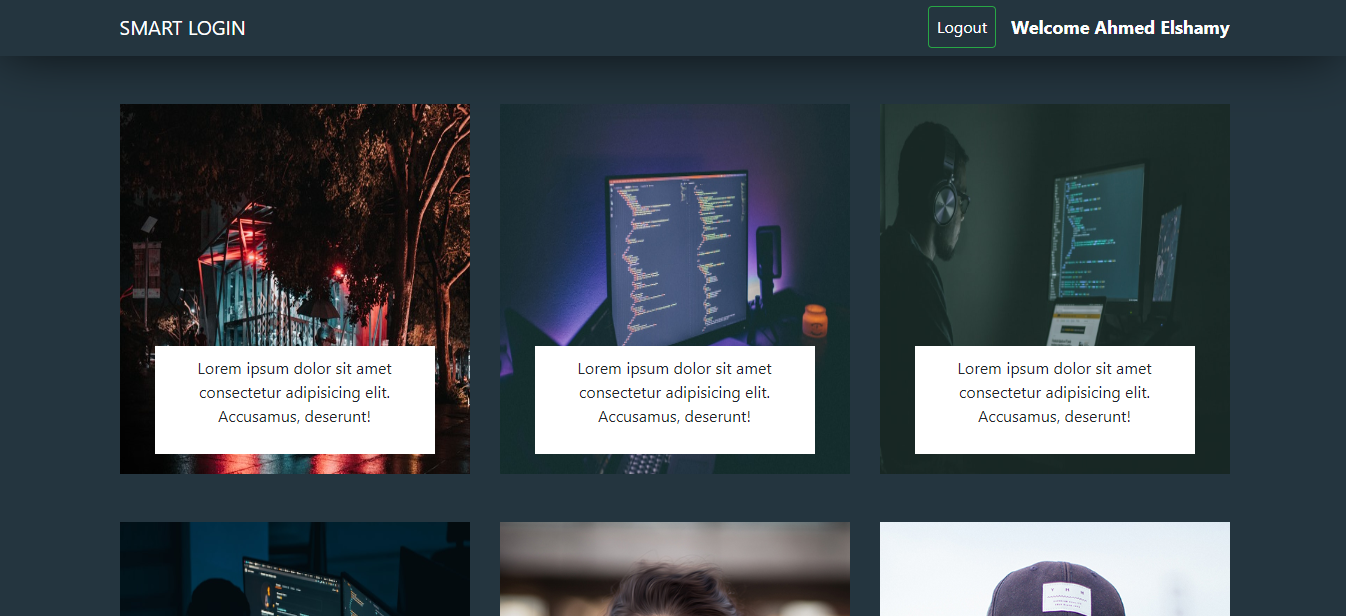 SMART LOGIN
Logout
Welcome Ahmed Elshamy
Lorem ipsum dolor sit amet
consectetur adipisicing elit.
Accusamus, deserunt!
Lorem ipsum dolor sit amet
consectetur adipisicing elit.
Accusamus, deserunt!
Lorem ipsum dolor sit amet
consectetur adipisicing elit.
Accusamus, deserunt!